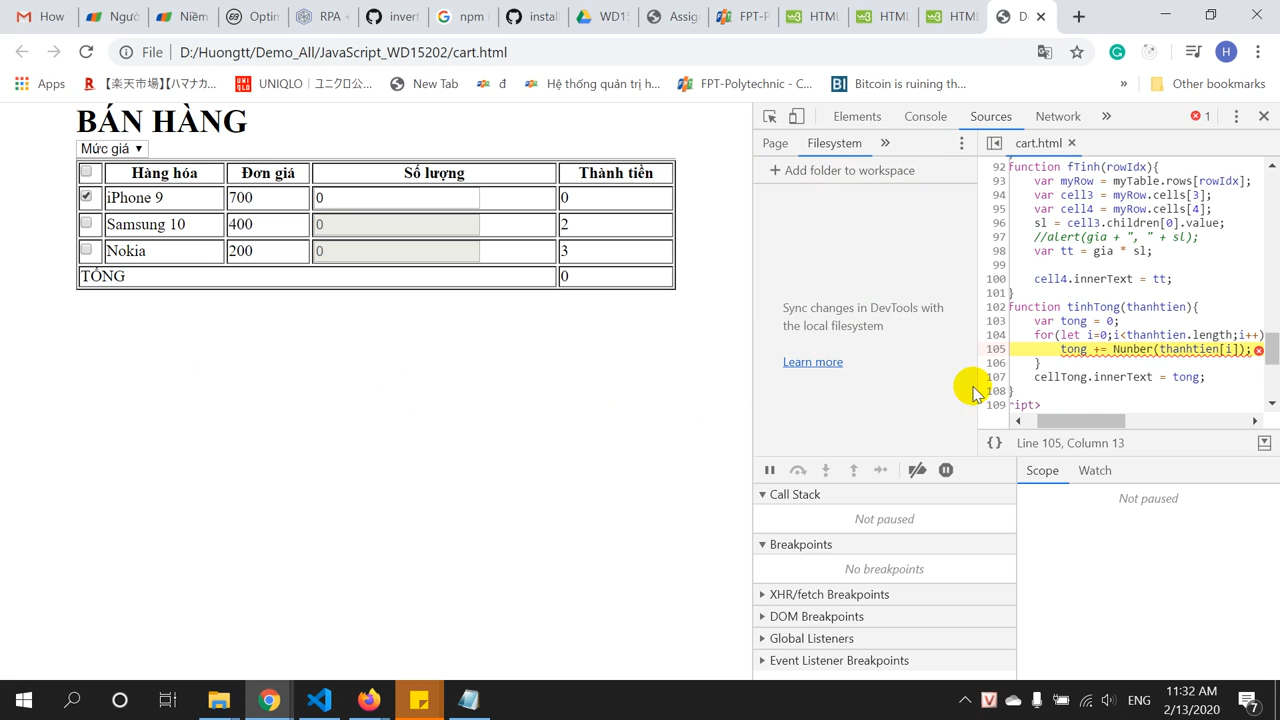 How
Ngườ
Niềm
Optin
RPA
invert
npm i
install
WD15
Assig
FPT-P
HTML
HTML
HTML
D
File
D:/Huongtt/Demo_All/JavaScript_WD15202/cart.html
H
Apps
【楽天市場】【ハマナカ...
UNIQLO｜ユニクロ公...
New Tab
đ
Hệ thống quản trị h...
FPT-Polytechnic - C...
BI Bitcoin is ruining th...
» Other bookmarks
BÁN HÀNG
Mức giá ▾
Hàng hóa Đơn giá Số lượng Thành tiền
iPhone 9 700 0 0
Samsung 10 400 0 2
Nokia 200 0 3
TỔNG 0
Elements Console Sources Network » 1
Page Filesystem » cart.html ×
+ Add folder to workspace
Sync changes in DevTools with
the local filesystem
Learn more
92 function fTinh(rowIdx){
93 var myRow = myTable.rows[rowIdx];
94 var cell3 = myRow.cells[3];
95 var cell4 = myRow.cells[4];
96 sl = cell3.children[0].value;
97 //alert(gia + ", " + sl);
98 var tt = gia * sl;
99
100 cell4.innerText = tt;
101 }
102 function tinhTong(thanhtien){
103 var tong = 0;
104 for(let i=0;i<thanhtien.length;i++)
105 tong += Nunber(thanhtien[i]);
106 }
107 cellTong.innerText = tong;
108 }
109 ipt>
{} Line 105, Column 13
Scope Watch
Call Stack
Not paused
Not paused
Breakpoints
No breakpoints
XHR/fetch Breakpoints
DOM Breakpoints
Global Listeners
Event Listener Breakpoints
ENG
11:32 AM
2/13/2020
7